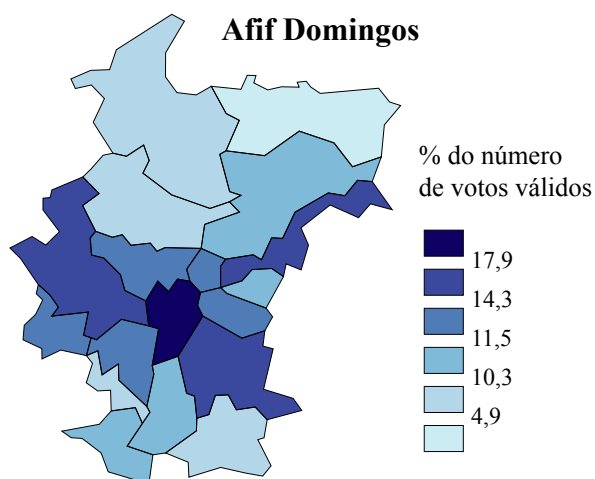 Afif Domingos
% do número
de votos válidos
17,9
14,3
11,5
10,3
4,9